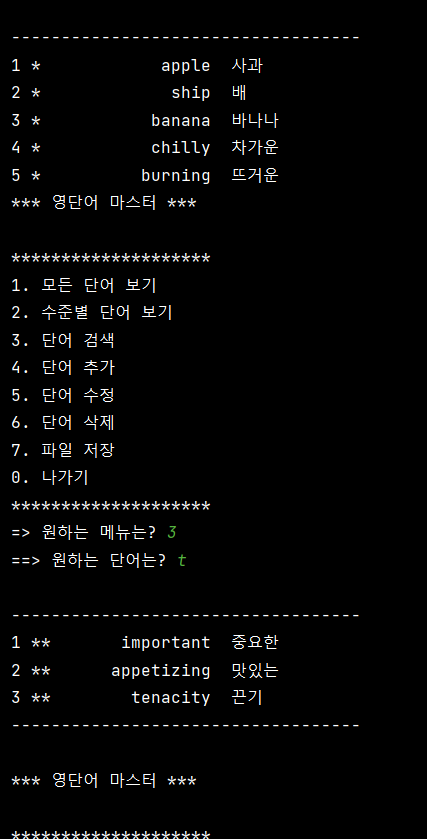 -----------------------------------
1 *            apple  사과
2 *             ship  배
3 *           banana  바나나
4 *           chilly  차가운
5 *          burning  뜨거운
*** 영단어 마스터 ***
********************
1. 모든 단어 보기
2. 수준별 단어 보기
3. 단어 검색
4. 단어 추가
5. 단어 수정
6. 단어 삭제
7. 파일 저장
0. 나가기
********************
=> 원하는 메뉴는? 3
==> 원하는 단어는? t
-----------------------------------
1 **       important  중요한
2 **      appetizing  맛있는
3 **        tenacity  끈기
-----------------------------------
*** 영단어 마스터 ***
********************